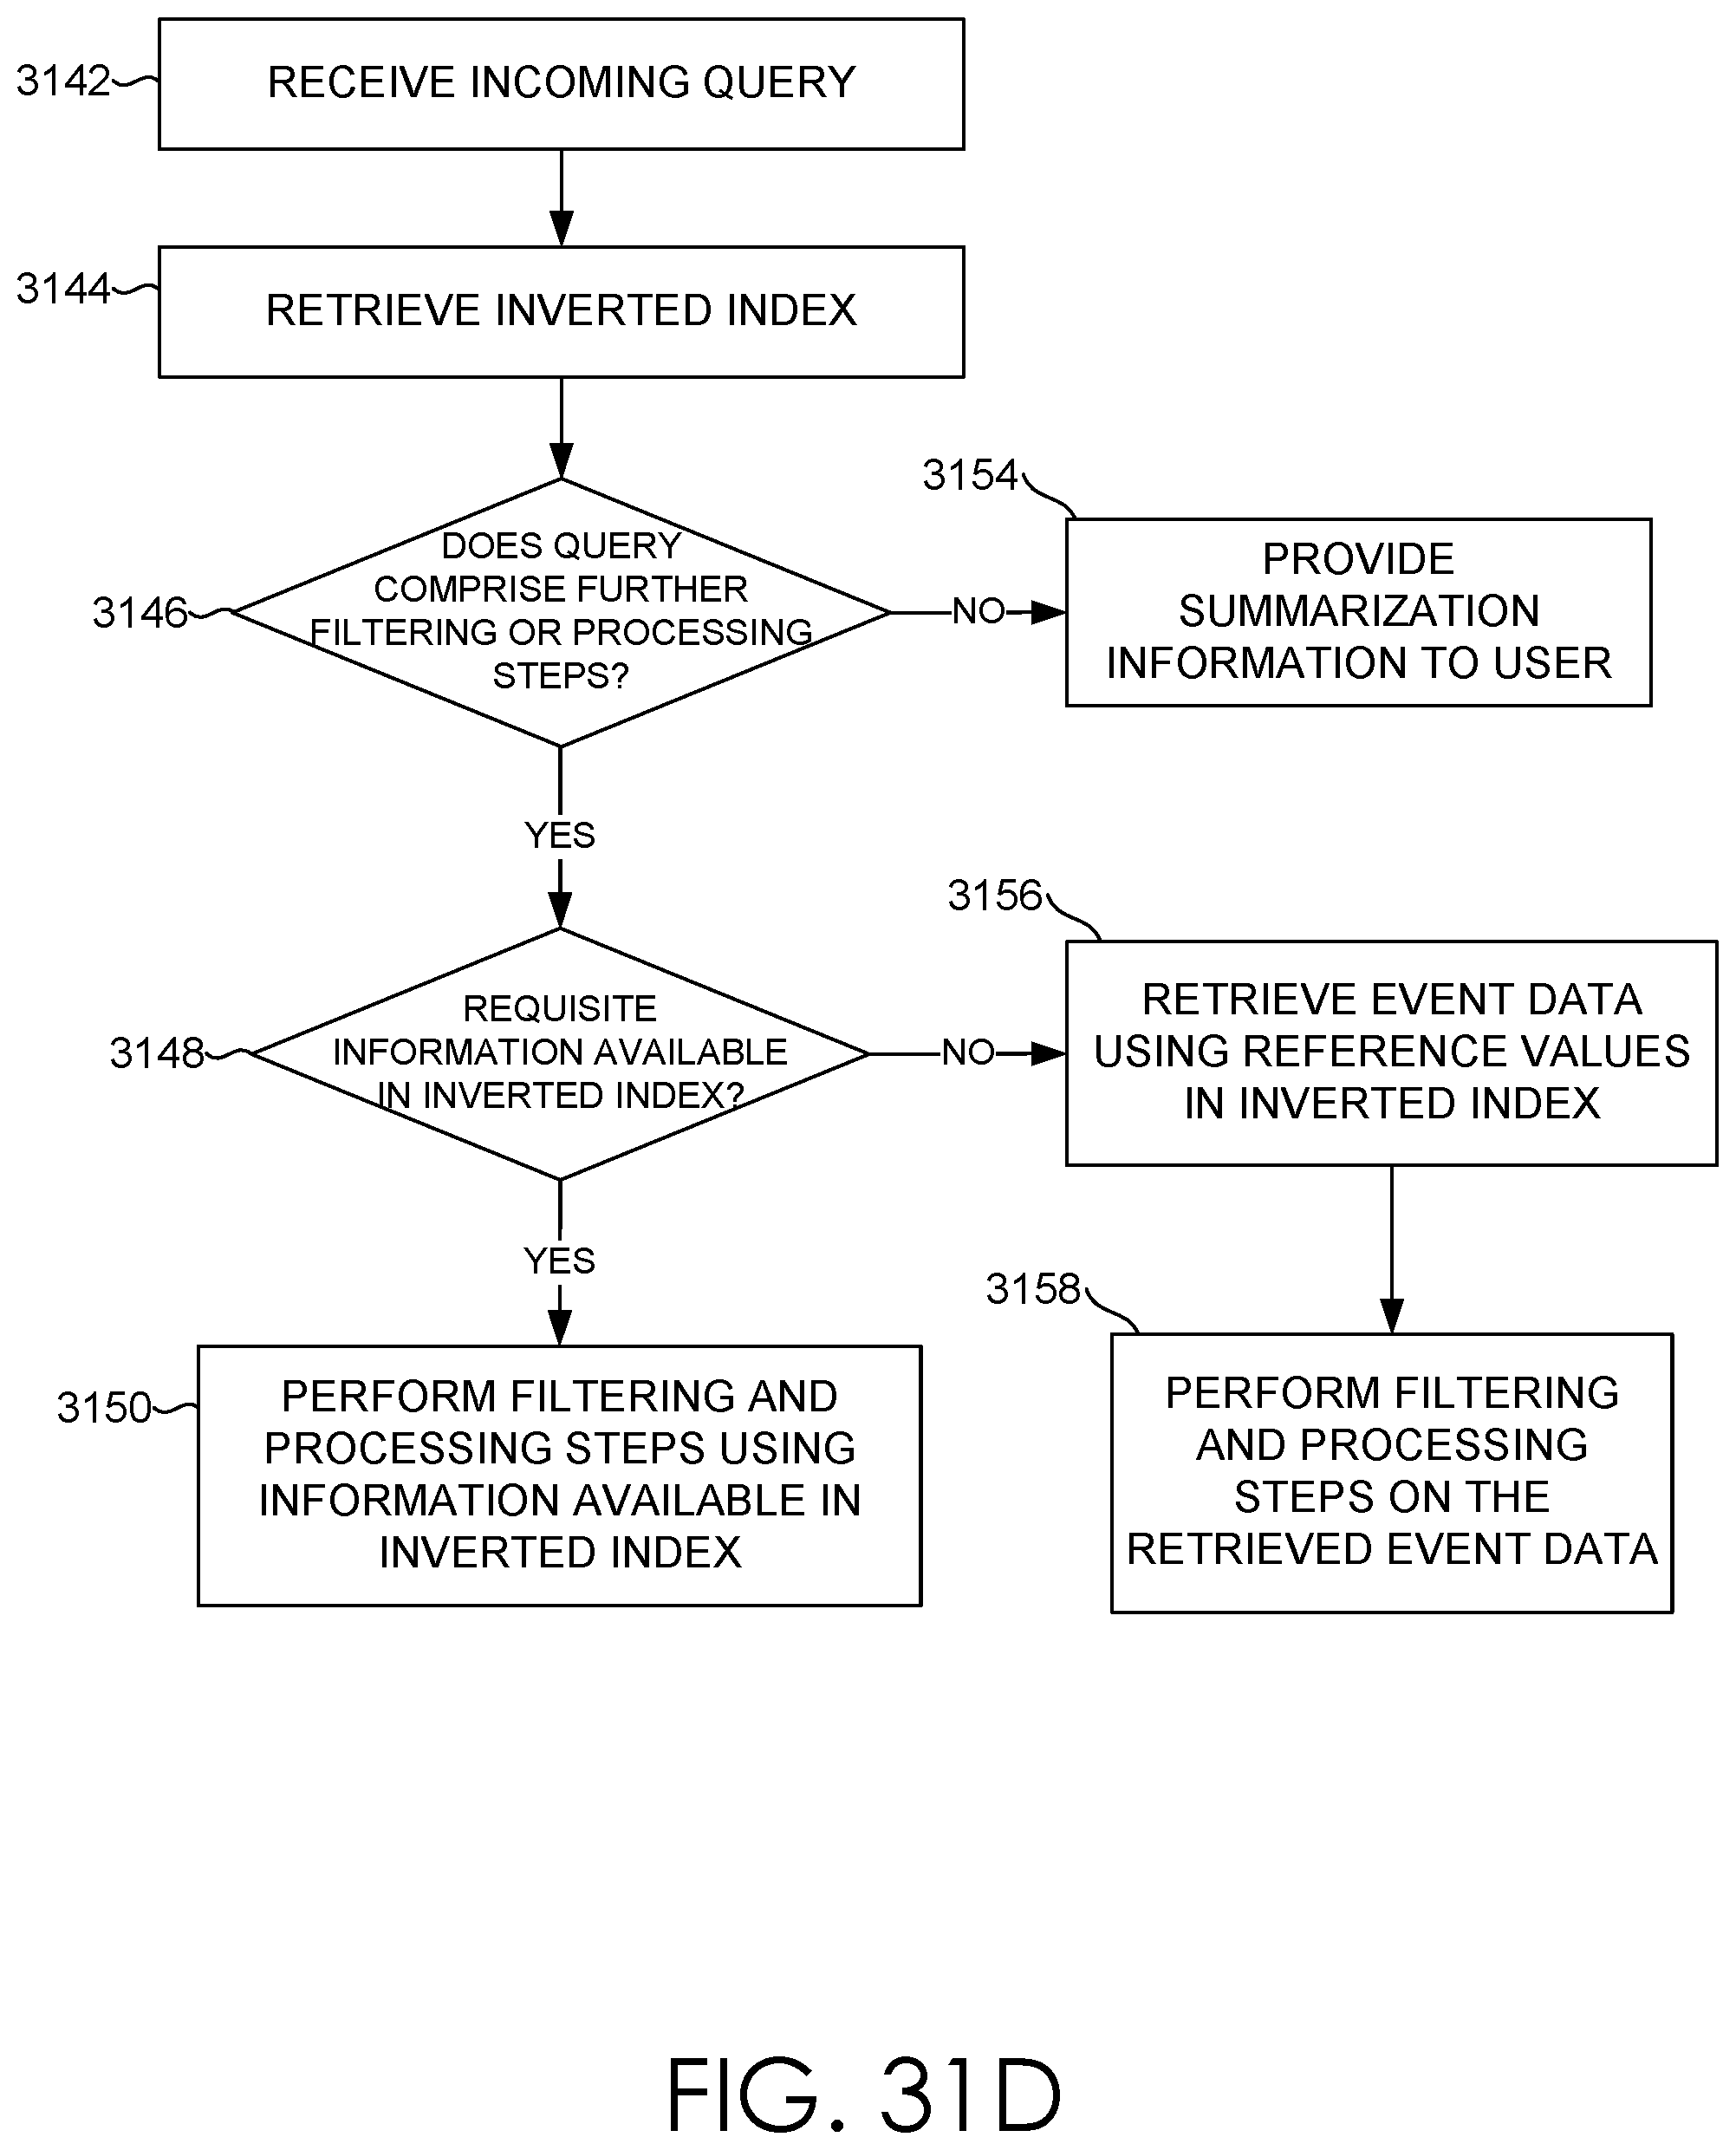 3142
RECEIVE INCOMING QUERY
3144
RETRIEVE INVERTED INDEX
3146
DOES QUERY
COMPRISE FURTHER
FILTERING OR PROCESSING
STEPS?
NO
3154
PROVIDE
SUMMARIZATION
INFORMATION TO USER
YES
3148
REQUISITE
INFORMATION AVAILABLE
IN INVERTED INDEX?
NO
3156
RETRIEVE EVENT DATA
USING REFERENCE VALUES
IN INVERTED INDEX
YES
3150
PERFORM FILTERING AND
PROCESSING STEPS USING
INFORMATION AVAILABLE IN
INVERTED INDEX
3158
PERFORM FILTERING
AND PROCESSING
STEPS ON THE
RETRIEVED EVENT DATA
FIG. 31D